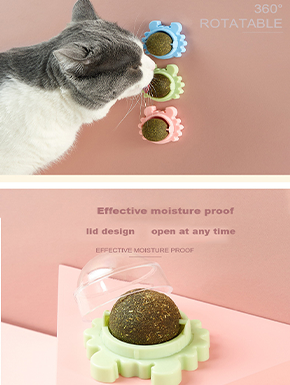 360°
ROTATABLE
Effective moisture proof
lid design open at any time
EFFECTIVE MOISTURE PROOF